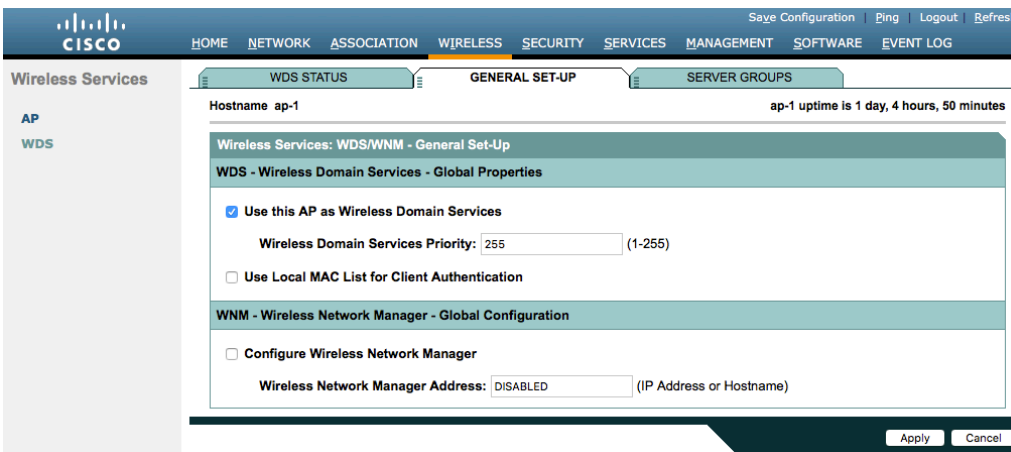 Save Configuration | Ping | Logout | Refres
CISCO
HOME NETWORK ASSOCIATION WIRELESS SECURITY SERVICES MANAGEMENT SOFTWARE EVENT LOG
Wireless Services
AP
WDS
WDS STATUS GENERAL SET-UP SERVER GROUPS
Hostname ap-1 ap-1 uptime is 1 day, 4 hours, 50 minutes
Wireless Services: WDS/WNM - General Set-Up
WDS - Wireless Domain Services - Global Properties
Use this AP as Wireless Domain Services
Wireless Domain Services Priority: 255 (1-255)
Use Local MAC List for Client Authentication
WNM - Wireless Network Manager - Global Configuration
Configure Wireless Network Manager
Wireless Network Manager Address: DISABLED (IP Address or Hostname)
Apply Cancel